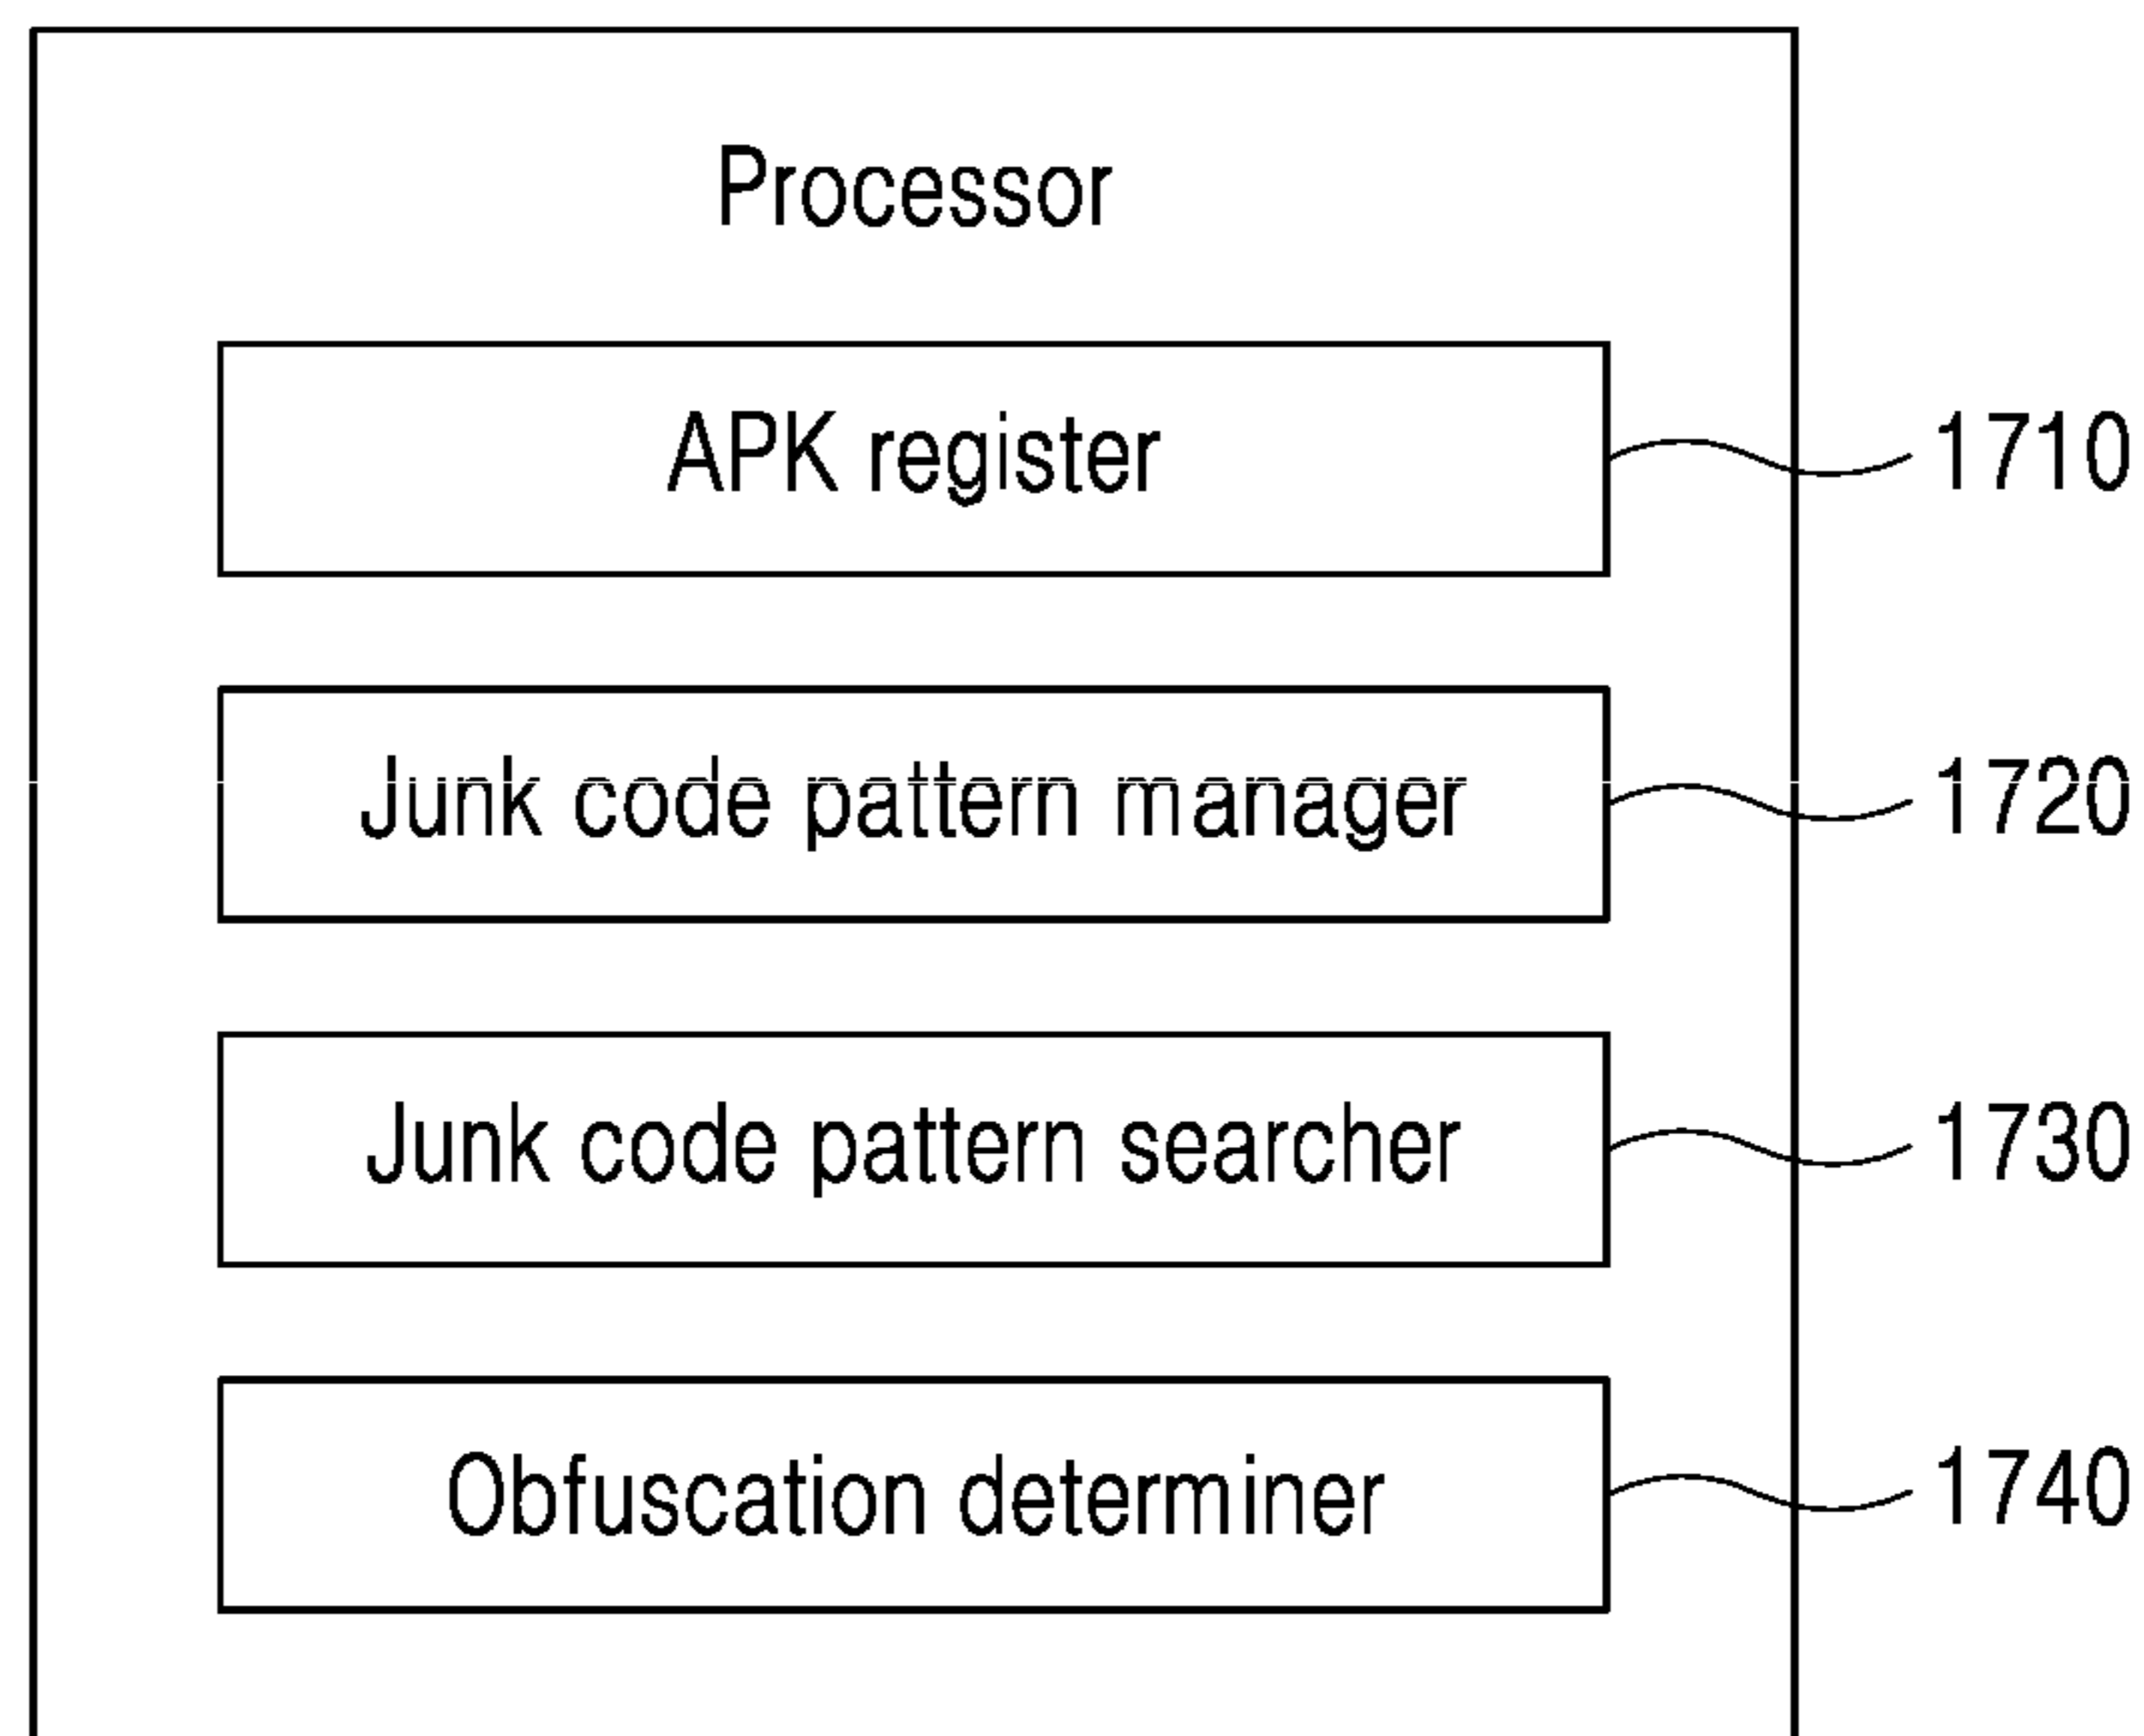 Processor
APK register
1710
Junk code pattern manager
1720
Junk code pattern searcher
1730
Obfuscation determiner
1740